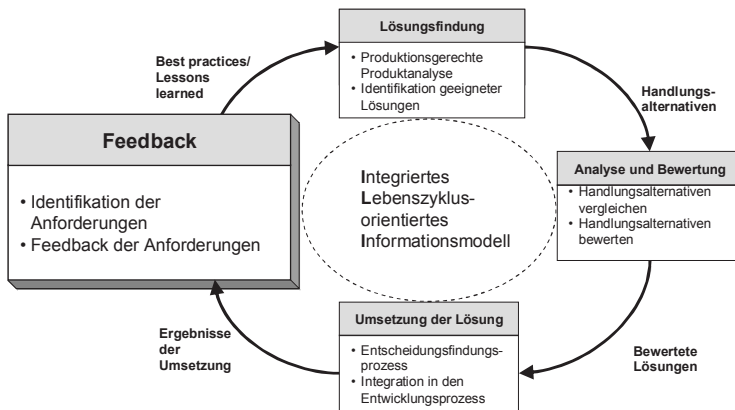 Lösungsfindung
• Produktionsgerechte
Produktanalyse
• Identifikation geeigneter
Lösungen
Best practices/
Lessons
learned
Handlungs-
alternativen
Feedback
• Identifikation der
Anforderungen
• Feedback der Anforderungen
Integriertes
Lebenszyklus-
orientiertes
Informationsmodell
Analyse und Bewertung
• Handlungsalternativen
vergleichen
• Handlungsalternativen
bewerten
Umsetzung der Lösung
• Entscheidungsfindungs-
prozess
• Integration in den
Entwicklungsprozess
Ergebnisse
der
Umsetzung
Bewertete
Lösungen